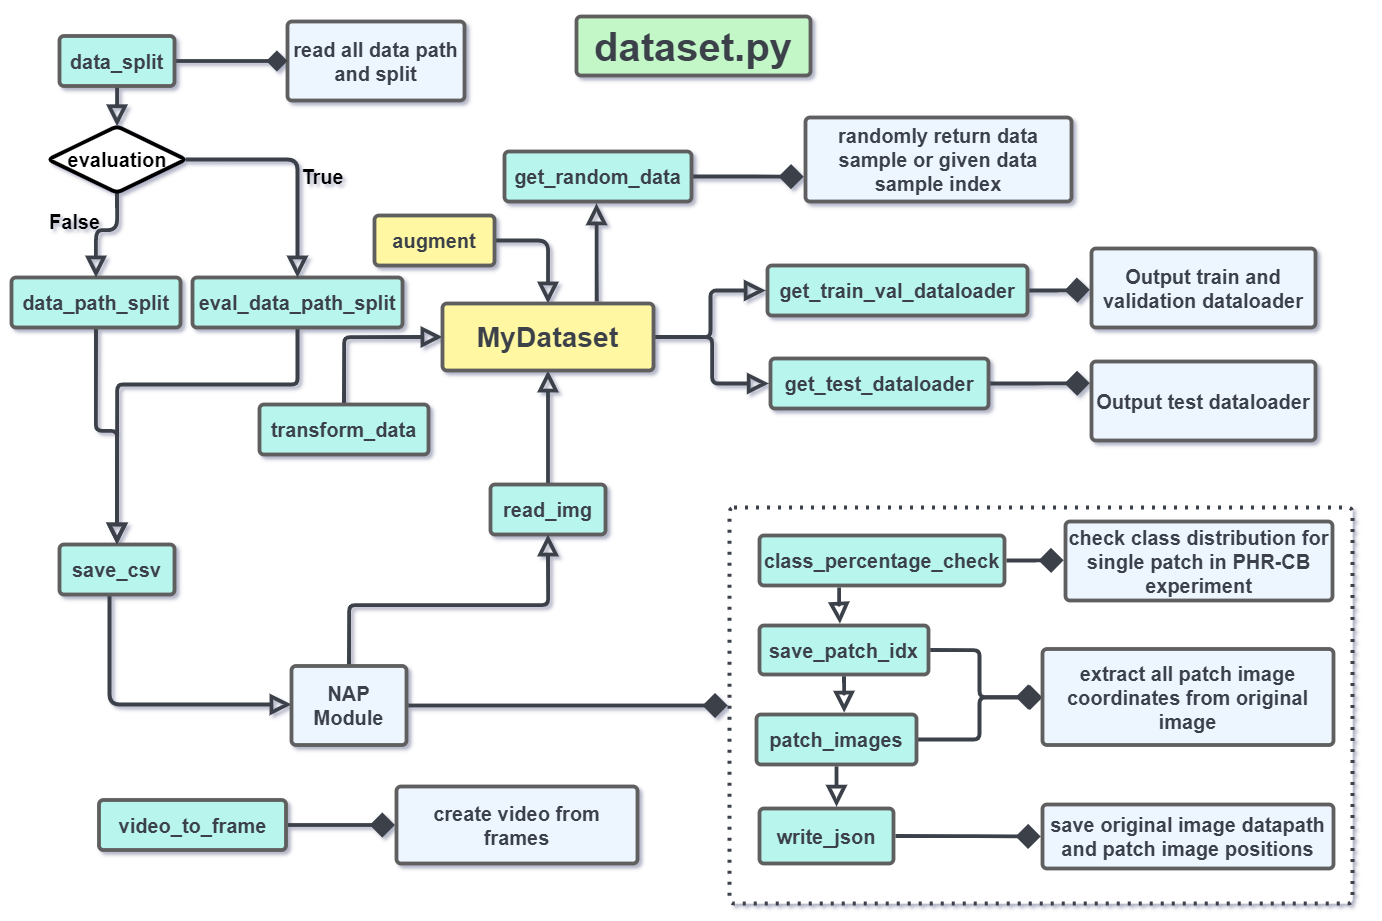 dataset.py
data_split
read all data path
and split
evaluation
True
False
data_path_split
eval_data_path_split
augment
get_random_data
randomly return data
sample or given data
sample index
MyDataset
get_train_val_dataloader
Output train and
validation dataloader
get_test_dataloader
Output test dataloader
transform_data
read_img
save_csv
NAP
Module
class_percentage_check
check class distribution for
single patch in PHR-CB
experiment
save_patch_idx
patch_images
extract all patch image
coordinates from original
image
write_json
save original image datapath
and patch image positions
video_to_frame
create video from
frames